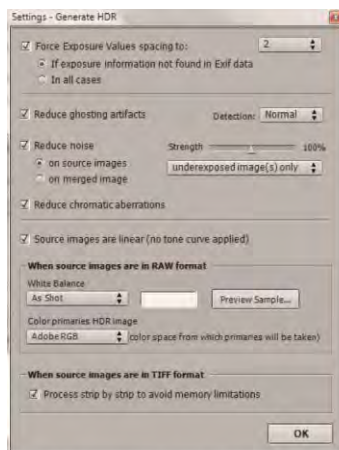 Settings - Generate HDR
Force Exposure Values spacing to: 2
If exposure information not found in Exif data
In all cases
Reduce ghosting artifacts Detection: Normal
Reduce noise Strength 100%
on source images underexposed image(s) only
on merged image
Reduce chromatic aberrations
Source images are linear (no tone curve applied)
When source images are in RAW format
White Balance
As Shot Preview Sample...
Color primaries HDR image
Adobe RGB color space from which primaries will be taken)
When source images are in TIFF format
Process strip by strip to avoid memory limitations
OK